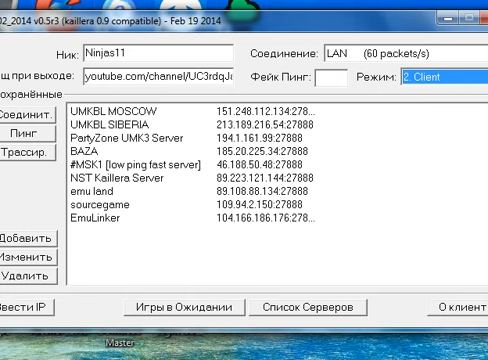 02_2014 v0.5r3 (kaillera 0.9 compatible) - Feb 19 2014
Ник: Ninjas11 Соединение: LAN (60 packets/s)
щ при выходе: youtube.com/channel/UC3rdqJa Фейк Пинг: Режим: 2. Client
охранённые
Соединит.
Пинг
Трассир.
UMKBL MOSCOW 151.248.112.134:278...
UMKBL SIBERIA 213.189.216.54:27888
PartyZone UMK3 Server 194.1.161.99:27888
BAZA 185.20.225.34:27888
#MSK1 [low ping fast server] 46.188.50.48:27888
NST Kaillera Server 89.223.121.144:27888
emu land 89.108.88.134:27888
sourcegame 109.94.2.150:27888
EmuLinker 104.166.186.176:278...
Добавить
Изменить
Удалить
Ввести IP Игры в Ожидании Список Серверов О клиент
Master